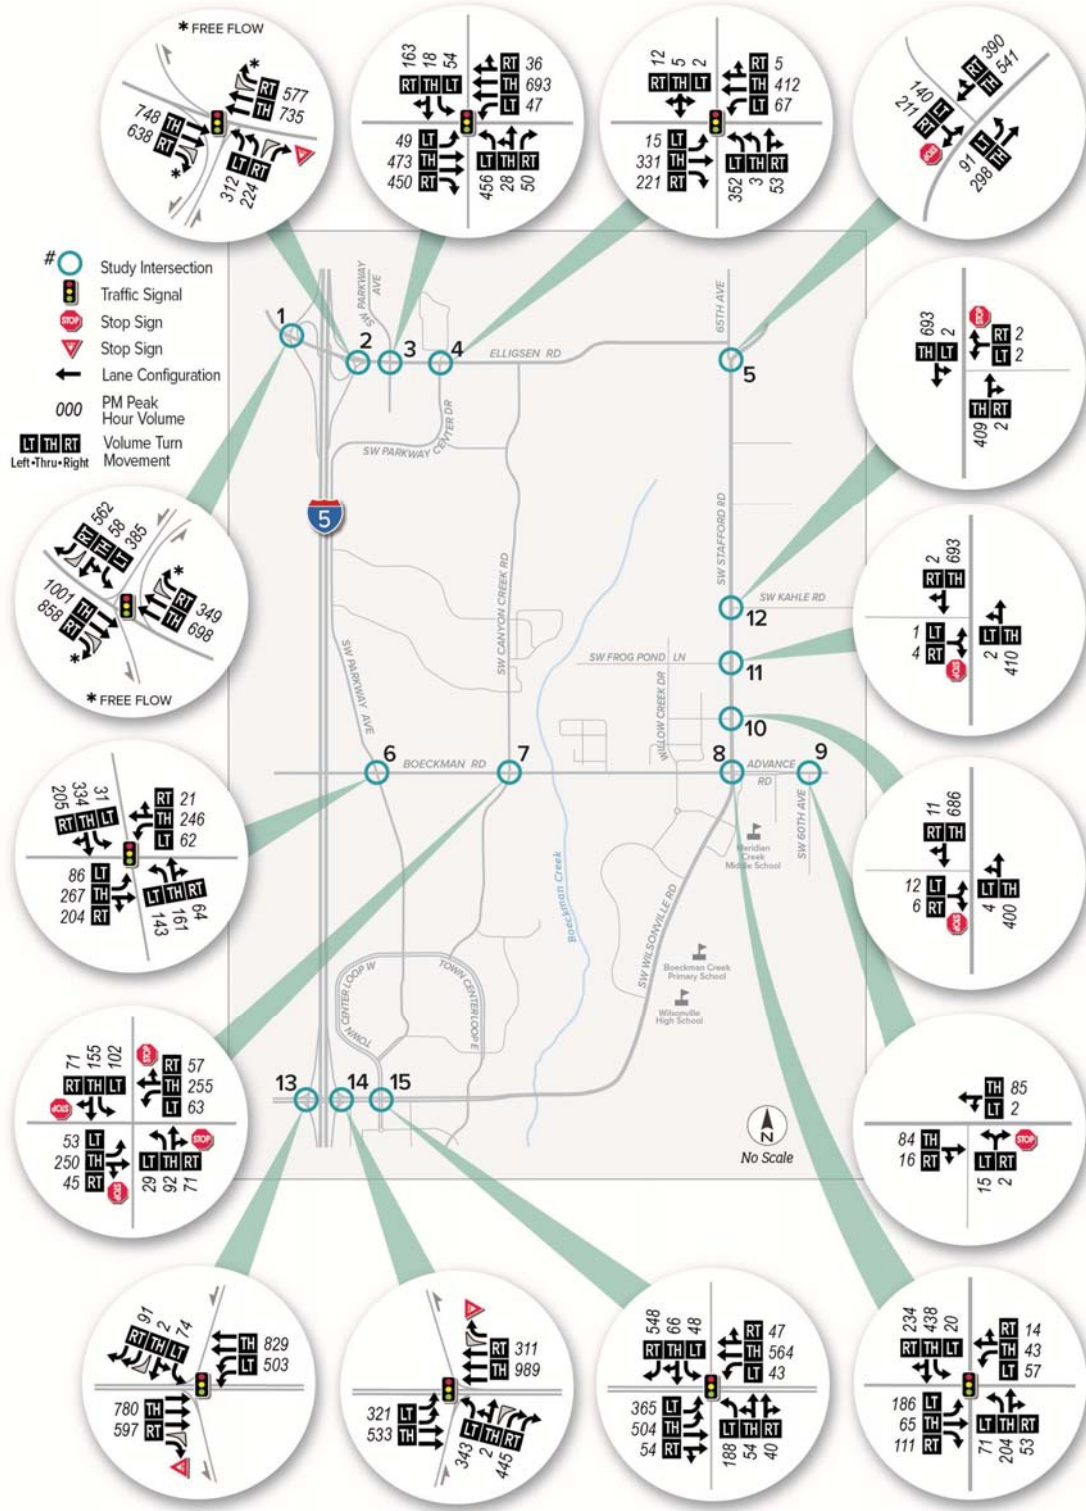 * FREE FLOW
RT 577
TH 735
748 TH
638 RT
*
*
LT RT
312 224
163 18 54
RT TH LT
RT 36
TH 693
LT 47
49 LT
473 TH
450 RT
LT TH RT
456 28 50
12 5 2
RT TH LT
RT 5
TH 412
LT 67
15 LT
331 TH
221 RT
LT TH RT
352 3 53
RT 390
TH 541
140 LT
211 RT
STOP
LT TH
91 298
# Study Intersection
Traffic Signal
STOP Stop Sign
Stop Sign
Lane Configuration
000 PM Peak
Hour Volume
LT TH RT Volume Turn
Left•Thru•Right Movement
1
2
3
4
5
SW PARKWAY
AVE
ELLIGSEN RD
65TH AVE
SW PARKWAY CENTER DR
5
SW CANYON CREEK RD
SW STAFFORD RD
SW KAHLE RD
12
SW FROG POND LN
11
WILLOW CREEK DR
10
SW PARKWAY AVE
6
BOECKMAN RD
7
8
ADVANCE
RD
9
SW 60TH AVE
Meridian
Creek
Middle School
Boeckman Creek
SW WILSONVILLE RD
Boeckman Creek
Primary School
Wilsonville
High School
TOWN CENTER LOOP W
TOWN CENTER LOOP E
13
14
15
N
No Scale
693 2
TH LT
STOP
RT 2
LT 2
TH RT
409 2
2 693
RT TH
1 LT
4 RT
STOP
LT TH
2 410
11 686
RT TH
12 LT
6 RT
STOP
LT TH
4 400
TH 85
LT 2
84 TH
16 RT
STOP
LT RT
15 2
562 58 385
RT TH LT
*
RT 349
TH 698
1001 TH
858 RT
*
* FREE FLOW
205 334 31
RT TH LT
RT 21
TH 246
LT 62
86 LT
267 TH
204 RT
LT TH RT
143 161 64
71 155 102
RT TH LT
STOP
STOP
RT 57
TH 255
LT 63
53 LT
250 TH
45 RT
STOP
STOP
LT TH RT
29 92 71
91 2 74
RT TH LT
TH 829
LT 503
780 TH
597 RT
RT 311
TH 989
321 LT
533 TH
LT TH RT
343 2 445
548 66 48
RT TH LT
RT 47
TH 564
LT 43
365 LT
504 TH
54 RT
LT TH RT
188 54 40
234 438 20
RT TH LT
RT 14
TH 43
LT 57
186 LT
65 TH
111 RT
LT TH RT
71 204 53